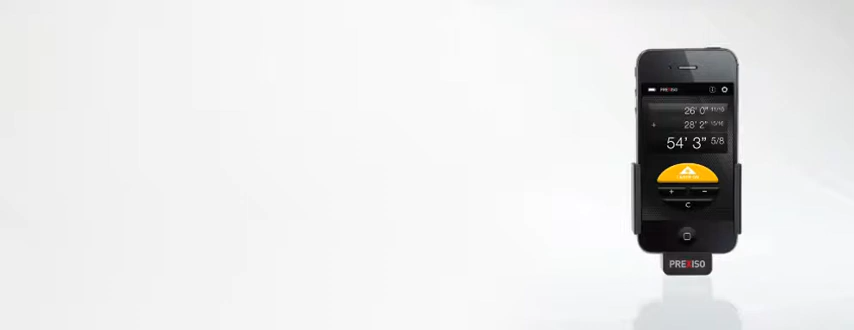 PREXISO
26' 0" 11/16
+ 28' 2" 15/16
54' 3" 5/8
+ −
C
PREXISO